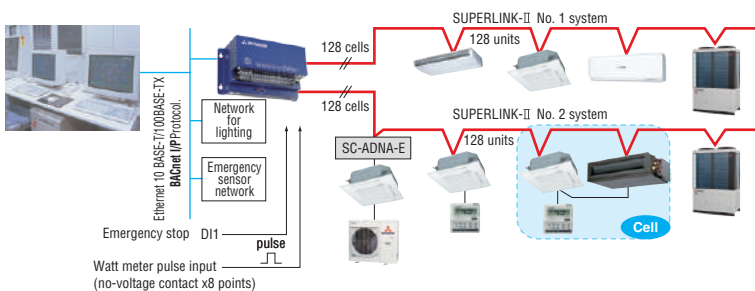 SUPERLINK-II No. 1 system
128 cells
128 units
128 cells
SUPERLINK-II No. 2 system
128 units
Ethernet 10 BASE-T/100BASE-TX
BACnet I/P Protocol.
Network
for
lighting
Emergency
sensor
network
SC-ADNA-E
Cell
Emergency stop DI1
pulse
Watt meter pulse input
(no-voltage contact x8 points)